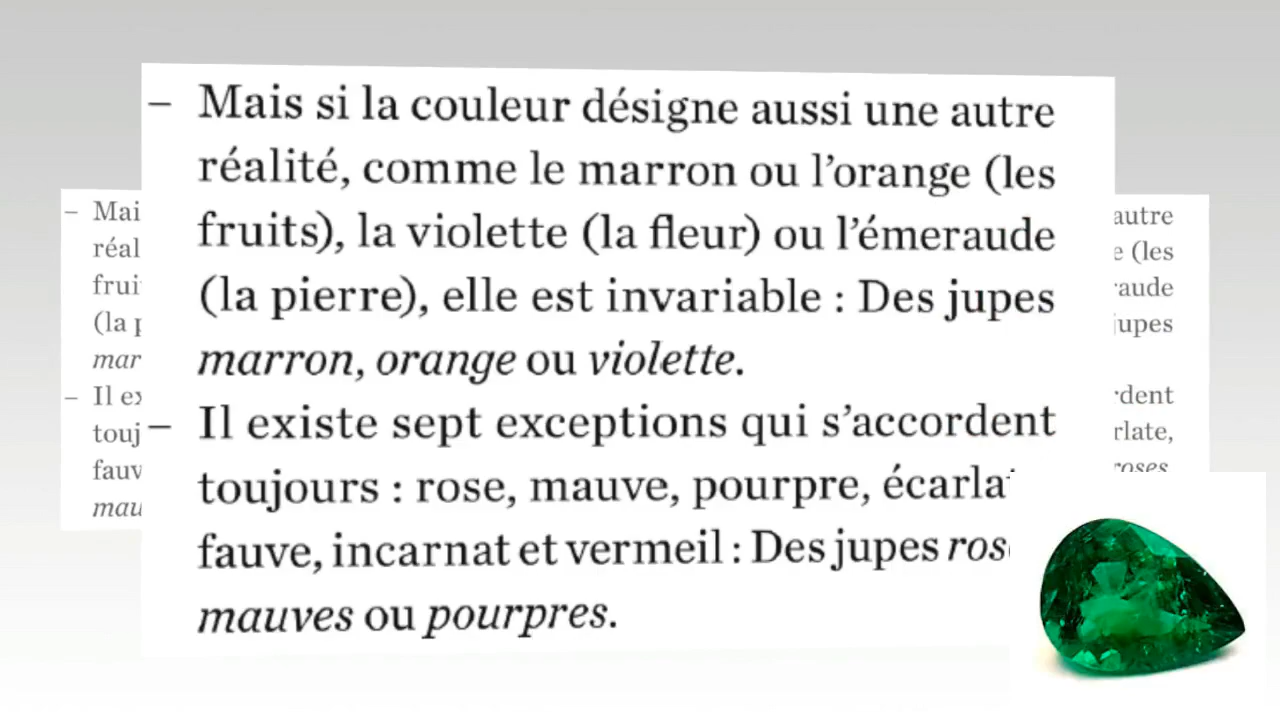 – Mais si la couleur désigne aussi une autre
réalité, comme le marron ou l'orange (les
fruits), la violette (la fleur) ou l'émeraude
(la pierre), elle est invariable : Des jupes
marron, orange ou violette.
– Il existe sept exceptions qui s'accordent
toujours : rose, mauve, pourpre, écarla
fauve, incarnat et vermeil : Des jupes ros
mauves ou pourpres.